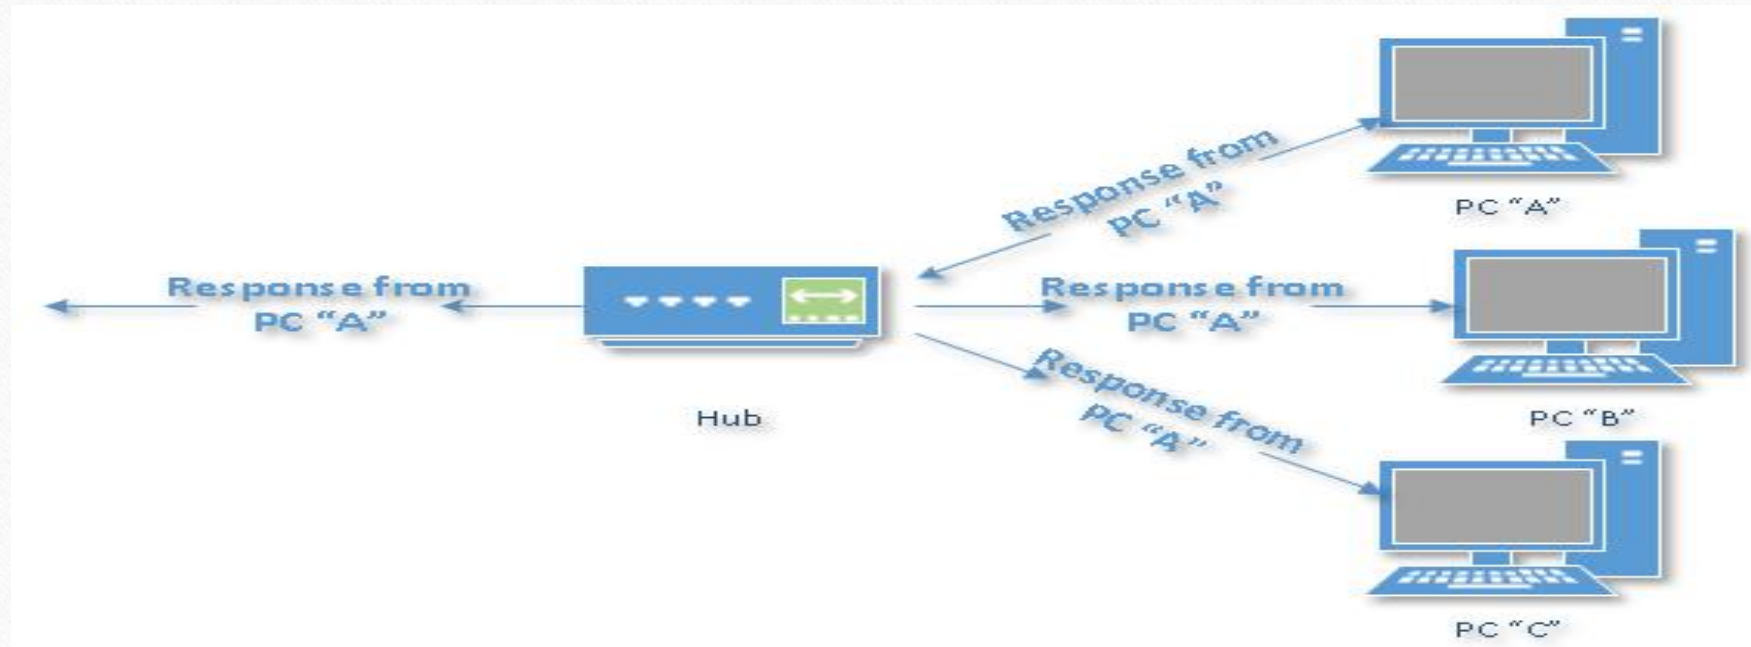 Response from
PC “A”
PC “A”
Response from
PC “A”
Response from
PC “A”
Hub
PC “B”
Response from
PC “A”
PC “C”